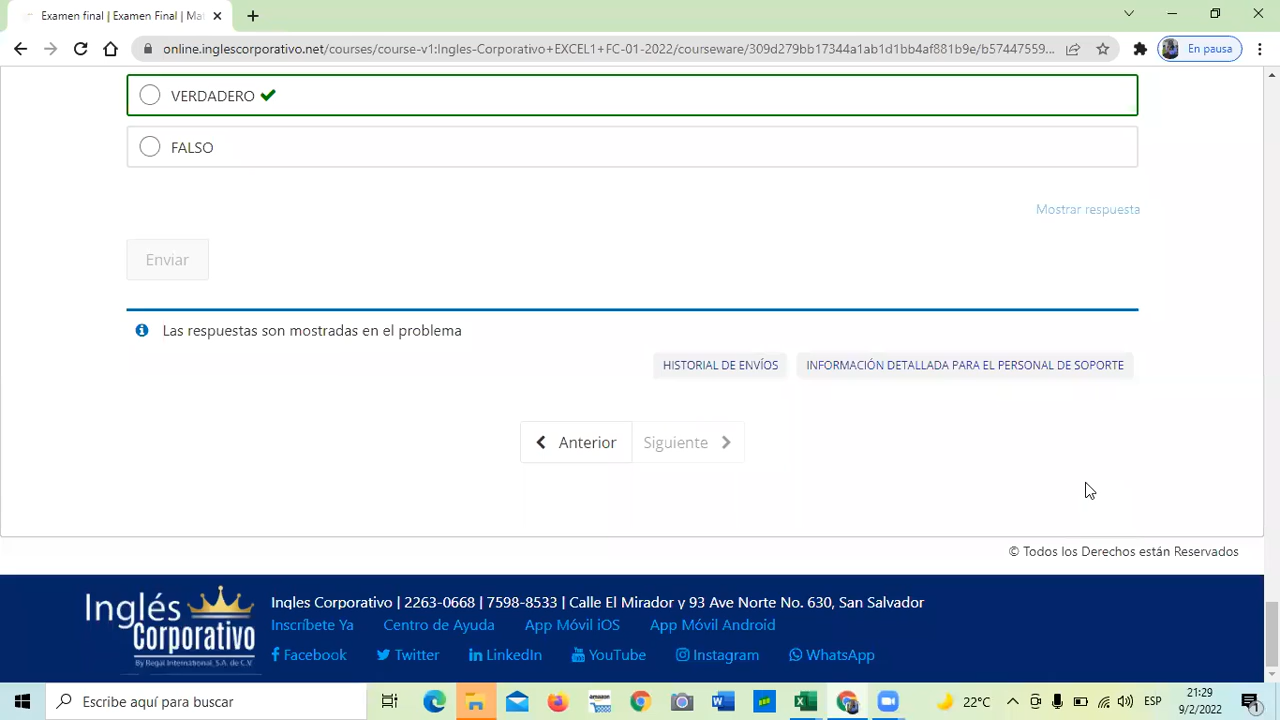 Examen final | Examen Final | Ma
online.inglescorporativo.net/courses/course-v1:Ingles-Corporativo+EXCEL1+FC-01-2022/courseware/309d279bb17344a1ab1d1bb4af881b9e/b57447559...
En pausa
VERDADERO
FALSO
Mostrar respuesta
Enviar
Las respuestas son mostradas en el problema
HISTORIAL DE ENVÍOS
INFORMACIÓN DETALLADA PARA EL PERSONAL DE SOPORTE
Anterior
Siguiente
© Todos los Derechos están Reservados
Inglés Corporativo
By Regal International, S.A. de C.V
Ingles Corporativo | 2263-0668 | 7598-8533 | Calle El Mirador y 93 Ave Norte No. 630, San Salvador
Inscríbete Ya Centro de Ayuda App Móvil iOS App Móvil Android
Facebook Twitter LinkedIn YouTube Instagram WhatsApp
Escribe aquí para buscar
amazon
22°C
ESP
21:29
9/2/2022
1